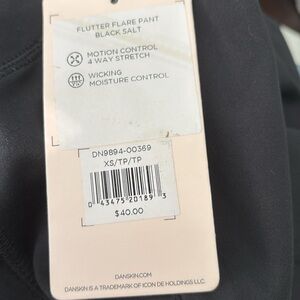 FLUTTER FLARE PANT
BLACK SALT
MOTION CONTROL
4 WAY STRETCH
WICKING
MOISTURE CONTROL
DN9894-00369
XS/TP/TP
0 43475 20189 3
$40.00
DANSKIN.COM
DANSKIN IS A TRADEMARK OF ICON DE HOLDINGS LLC.